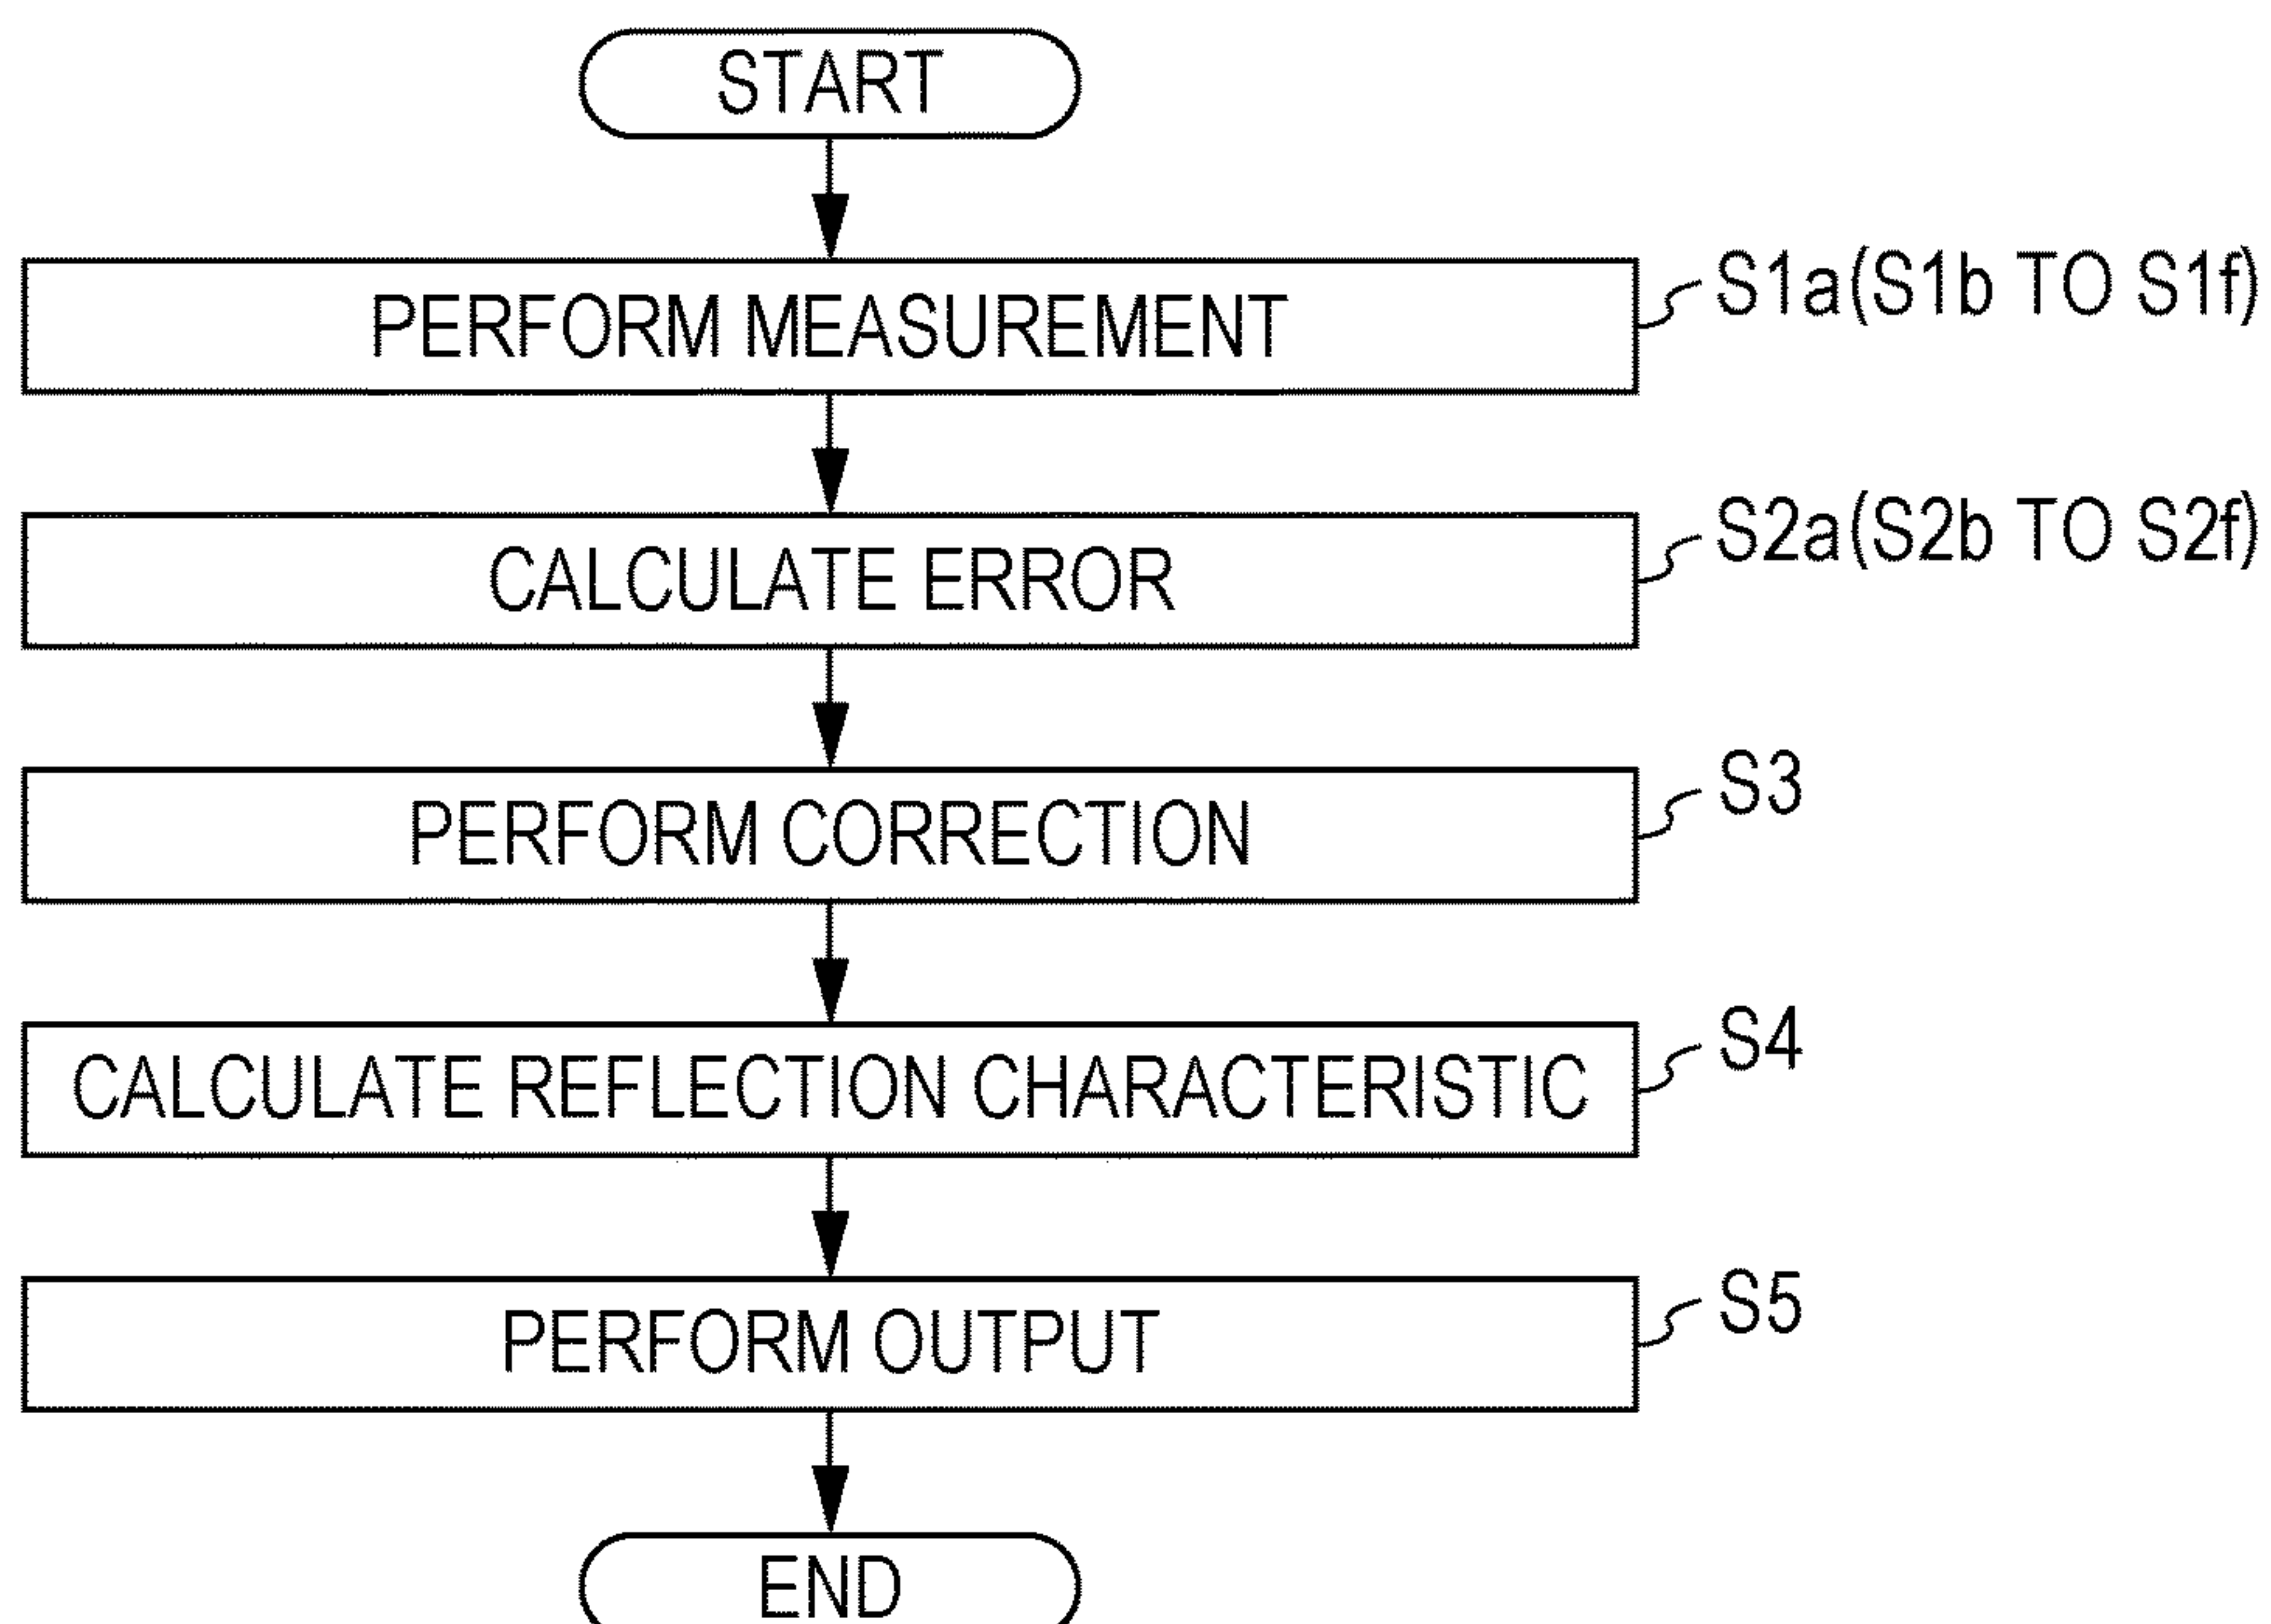 START
PERFORM MEASUREMENT
S1a(S1b TO S1f)
CALCULATE ERROR
S2a(S2b TO S2f)
PERFORM CORRECTION
S3
CALCULATE REFLECTION CHARACTERISTIC
S4
PERFORM OUTPUT
S5
END